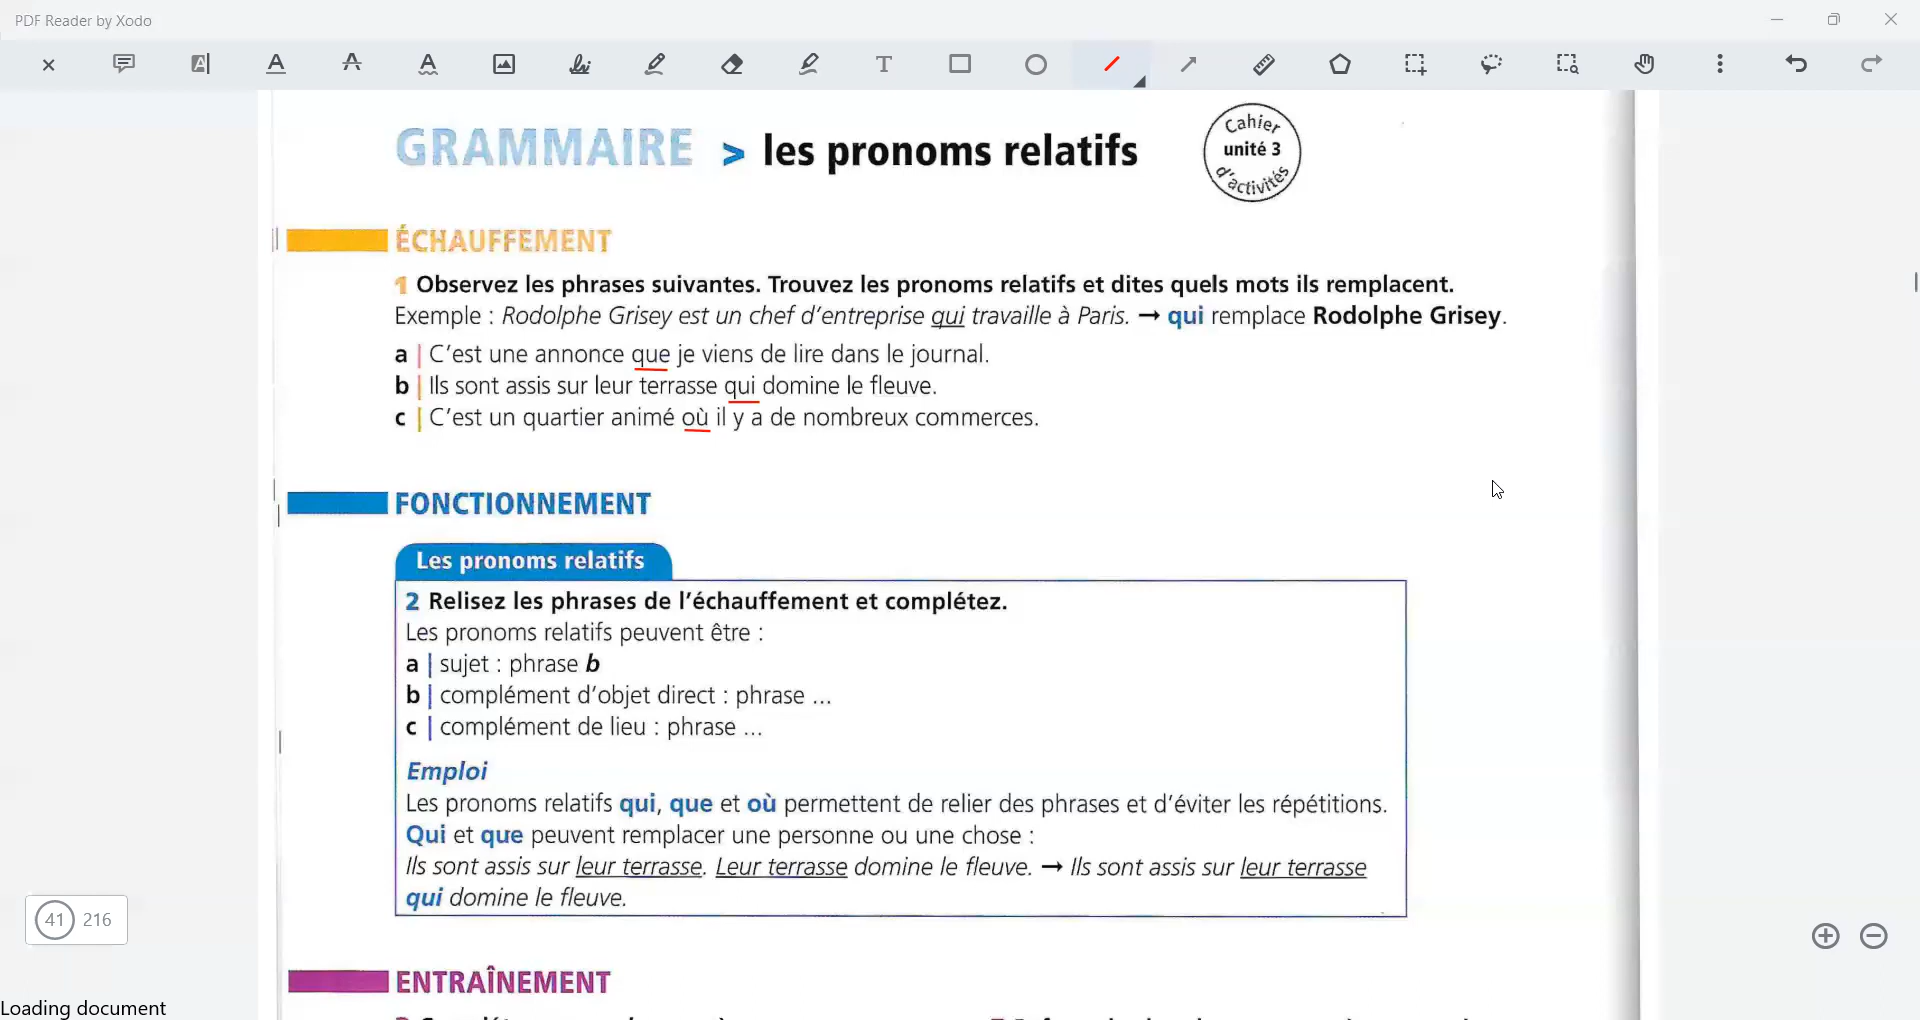 PDF Reader by Xodo
GRAMMAIRE > les pronoms relatifs
Cahier
unité 3
d'activités
ÉCHAUFFEMENT
1 Observez les phrases suivantes. Trouvez les pronoms relatifs et dites quels mots ils remplacent.
Exemple : Rodolphe Grisey est un chef d'entreprise qui travaille à Paris. → qui remplace Rodolphe Grisey.
a | C'est une annonce que je viens de lire dans le journal.
b | Ils sont assis sur leur terrasse qui domine le fleuve.
c | C'est un quartier animé où il y a de nombreux commerces.
FONCTIONNEMENT
Les pronoms relatifs
2 Relisez les phrases de l'échauffement et complétez.
Les pronoms relatifs peuvent être :
a | sujet : phrase b
b | complément d'objet direct : phrase ...
c | complément de lieu : phrase ...
Emploi
Les pronoms relatifs qui, que et où permettent de relier des phrases et d'éviter les répétitions.
Qui et que peuvent remplacer une personne ou une chose :
Ils sont assis sur leur terrasse. Leur terrasse domine le fleuve. → Ils sont assis sur leur terrasse
qui domine le fleuve.
41 216
ENTRAÎNEMENT
Loading document